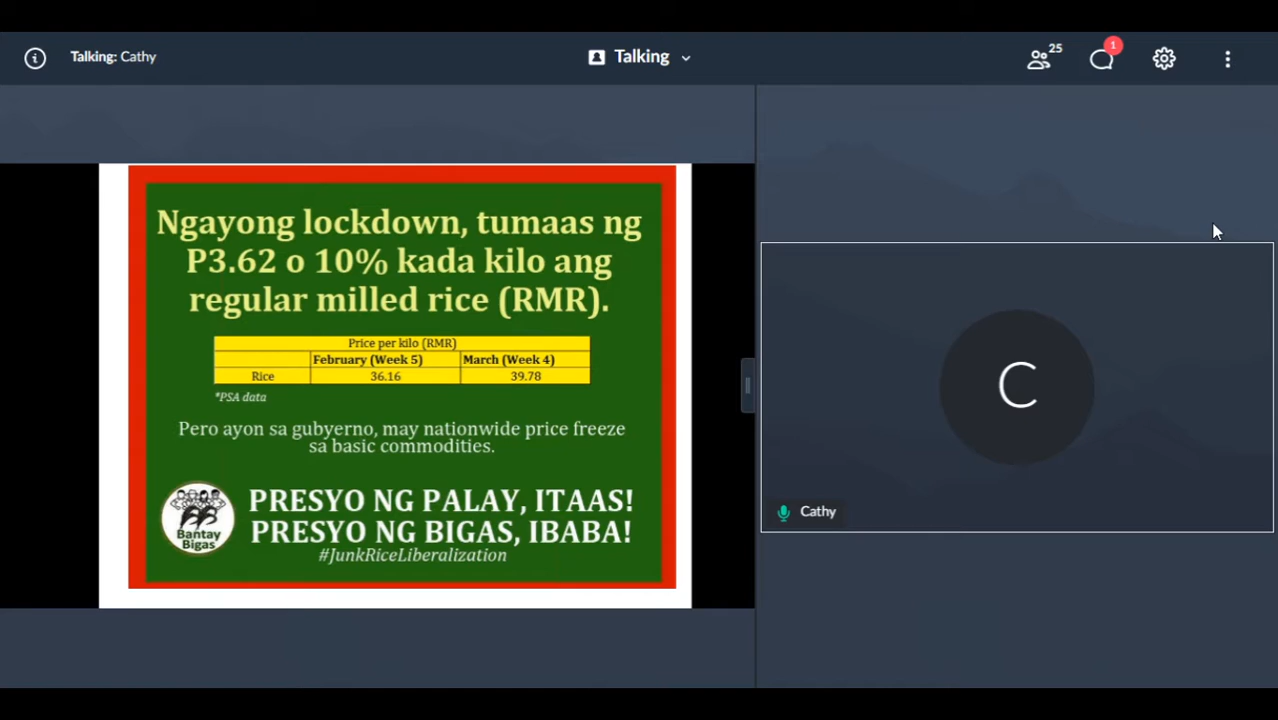 Talking: Cathy
Talking
25
1
Ngayong lockdown, tumaas ng
P3.62 o 10% kada kilo ang
regular milled rice (RMR).
Price per kilo (RMR)
February (Week 5) March (Week 4)
Rice 36.16 39.78
*PSA data
Pero ayon sa gubyerno, may nationwide price freeze
sa basic commodities.
Bantay
Bigas
PRESYO NG PALAY, ITAAS!
PRESYO NG BIGAS, IBABA!
#JunkRiceLiberalization
C
Cathy